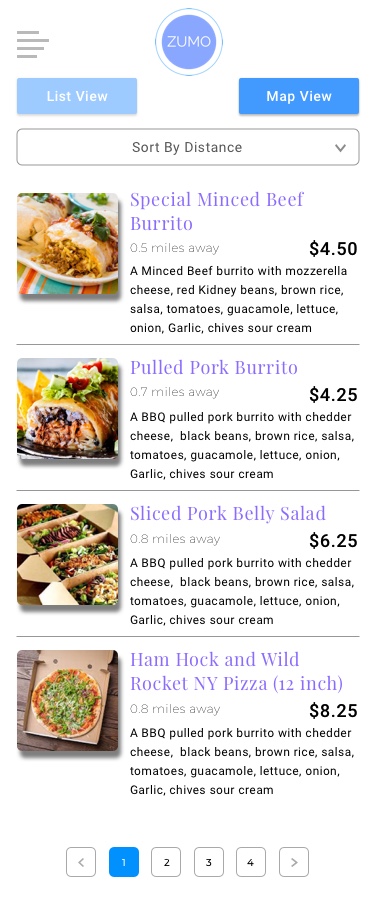 ZUMO
List View
Map View
Sort By Distance
Special Minced Beef
Burrito
0.5 miles away
$4.50
A Minced Beef burrito with mozzerella
cheese, red Kidney beans, brown rice,
salsa, tomatoes, guacamole, lettuce,
onion, Garlic, chives sour cream
Pulled Pork Burrito
0.7 miles away
$4.25
A BBQ pulled pork burrito with chedder
cheese,  black beans, brown rice, salsa,
tomatoes, guacamole, lettuce, onion,
Garlic, chives sour cream
Sliced Pork Belly Salad
0.8 miles away
$6.25
A BBQ pulled pork burrito with chedder
cheese,  black beans, brown rice, salsa,
tomatoes, guacamole, lettuce, onion,
Garlic, chives sour cream
Ham Hock and Wild
Rocket NY Pizza (12 inch)
0.8 miles away
$8.25
A BBQ pulled pork burrito with chedder
cheese,  black beans, brown rice, salsa,
tomatoes, guacamole, lettuce, onion,
Garlic, chives sour cream
< 1 2 3 4 >